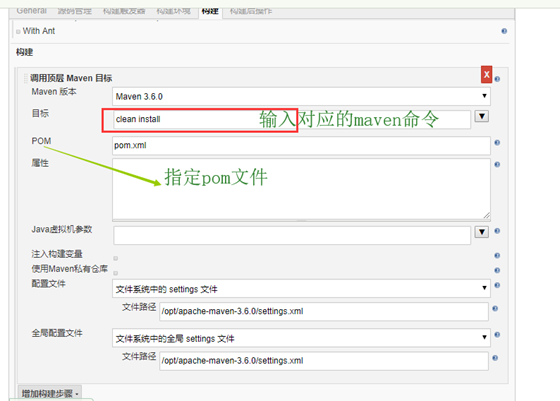 General 源码管理 构建触发器 构建环境 构建 构建后操作
With Ant
构建
调用顶层 Maven 目标
X
Maven 版本 Maven 3.6.0
目标 clean install 输入对应的maven命令
POM pom.xml
属性 指定pom文件
Java虚拟机参数
注入构建变量
使用Maven私有仓库
配置文件 文件系统中的 settings 文件
文件路径 /opt/apache-maven-3.6.0/settings.xml
全局配置文件 文件系统中的全局 settings 文件
文件路径 /opt/apache-maven-3.6.0/settings.xml
增加构建步骤